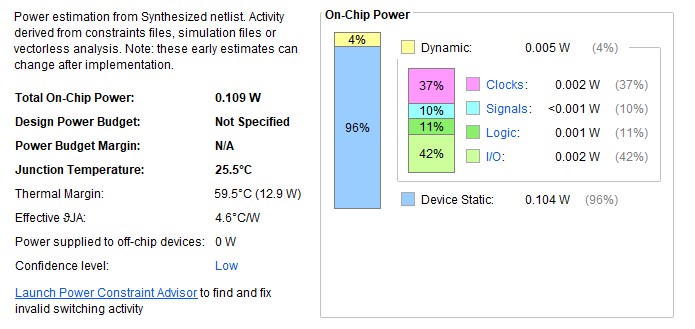 Power estimation from Synthesized netlist. Activity
derived from constraints files, simulation files or
vectorless analysis. Note: these early estimates can
change after implementation.
Total On-Chip Power: 0.109 W
Design Power Budget: Not Specified
Power Budget Margin: N/A
Junction Temperature: 25.5°C
Thermal Margin: 59.5°C (12.9 W)
Effective ϑJA: 4.6°C/W
Power supplied to off-chip devices: 0 W
Confidence level: Low
Launch Power Constraint Advisor to find and fix
invalid switching activity
On-Chip Power
4%
96%
Dynamic: 0.005 W (4%)
37%
10%
11%
42%
Clocks: 0.002 W (37%)
Signals: <0.001 W (10%)
Logic: 0.001 W (11%)
I/O: 0.002 W (42%)
Device Static: 0.104 W (96%)